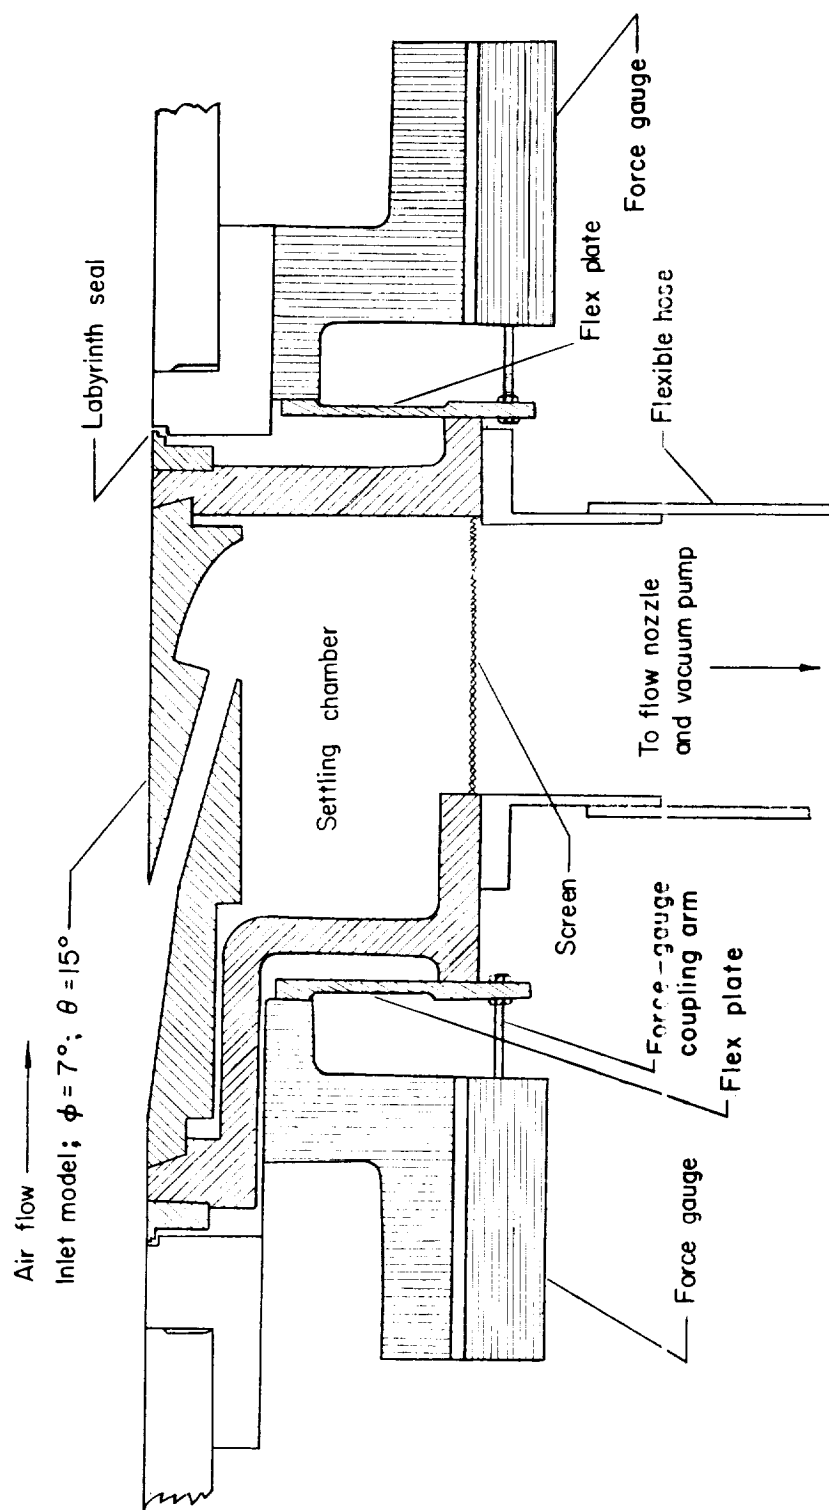 Air flow
Inlet model; ϕ = 7°; θ = 15°
Labyrinth seal
Settling chamber
Force gauge
Flex plate
Flexible hose
Screen
To flow nozzle
and vacuum pump
Force-gauge
coupling arm
Flex plate
Force gauge